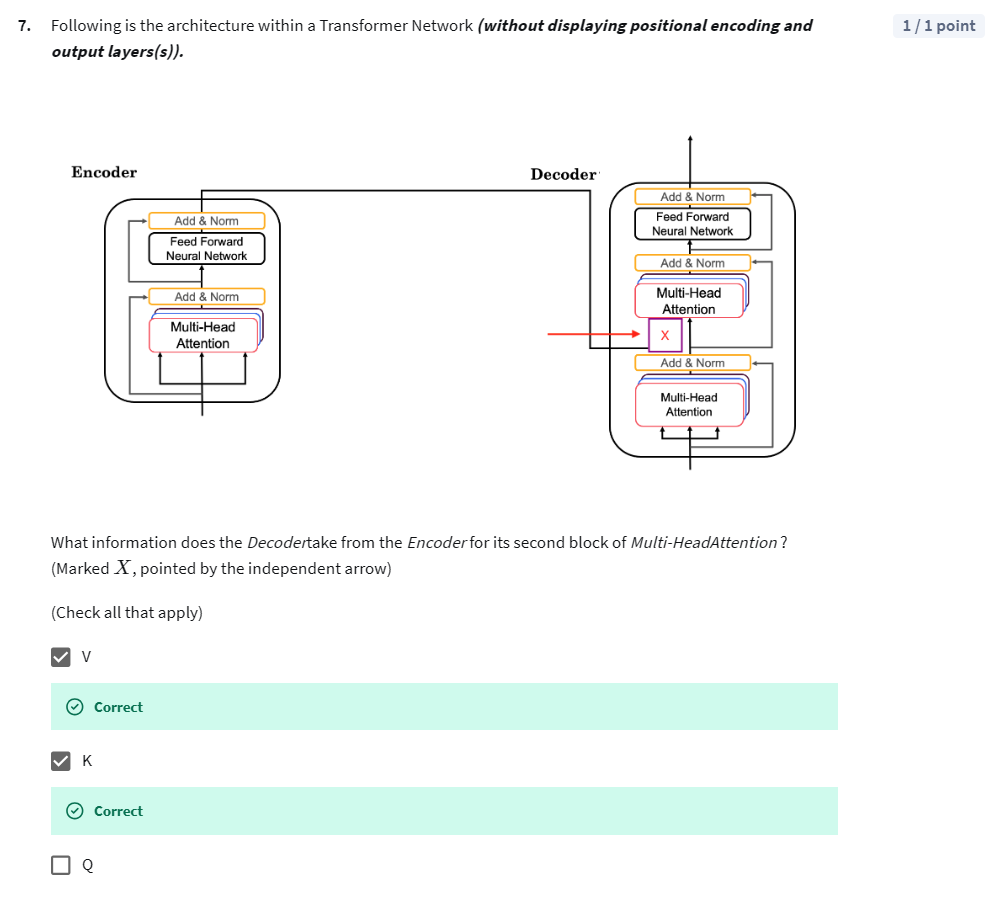 7. Following is the architecture within a Transformer Network (without displaying positional encoding and
output layers(s)).
1 / 1 point
Encoder
Decoder
Add & Norm
Feed Forward
Neural Network
Add & Norm
Multi-Head
Attention
Add & Norm
Feed Forward
Neural Network
Add & Norm
Multi-Head
Attention
X
Add & Norm
Multi-Head
Attention
What information does the Decodertake from the Encoder for its second block of Multi-HeadAttention ?
(Marked X, pointed by the independent arrow)
(Check all that apply)
V
Correct
K
Correct
Q